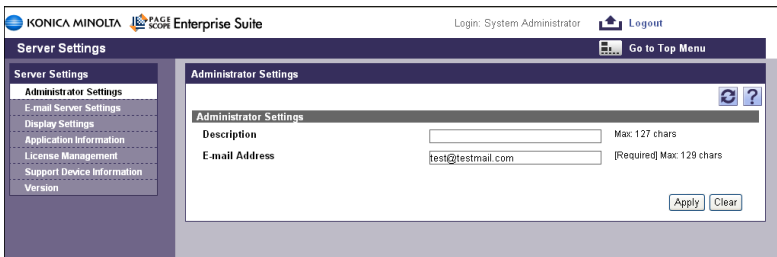 KONICA MINOLTA PAGE SCOPE Enterprise Suite Login: System Administrator Logout
Server Settings Go to Top Menu
Server Settings
Administrator Settings
E-mail Server Settings
Display Settings
Application Information
License Management
Support Device Information
Version
Administrator Settings
?
Administrator Settings
Description Max: 127 chars
E-mail Address test@testmail.com [Required] Max: 129 chars
Apply Clear